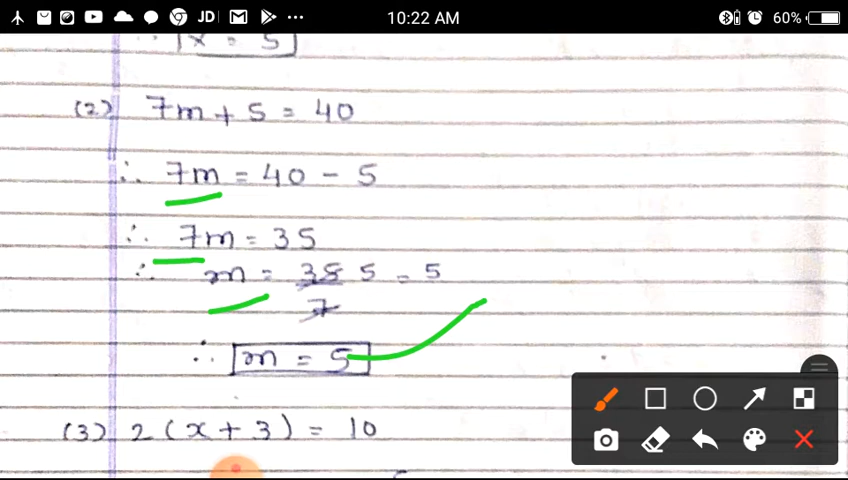 JD 10:22 AM 60%
∴ x = 5
(2) 7m + 5 = 40
∴ 7m = 40 - 5
∴ 7m = 35
∴ m = 35 5 = 5
7
∴ m = 5
(3) 2(x + 3) = 10